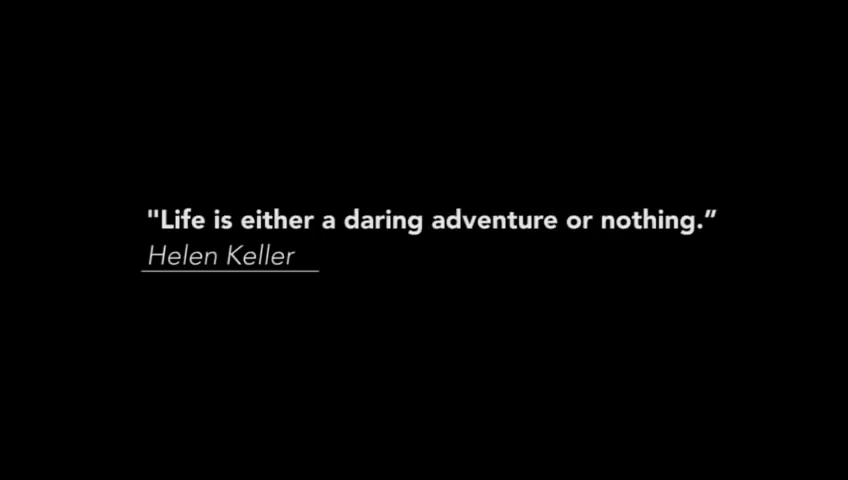 "Life is either a daring adventure or nothing.”
Helen Keller